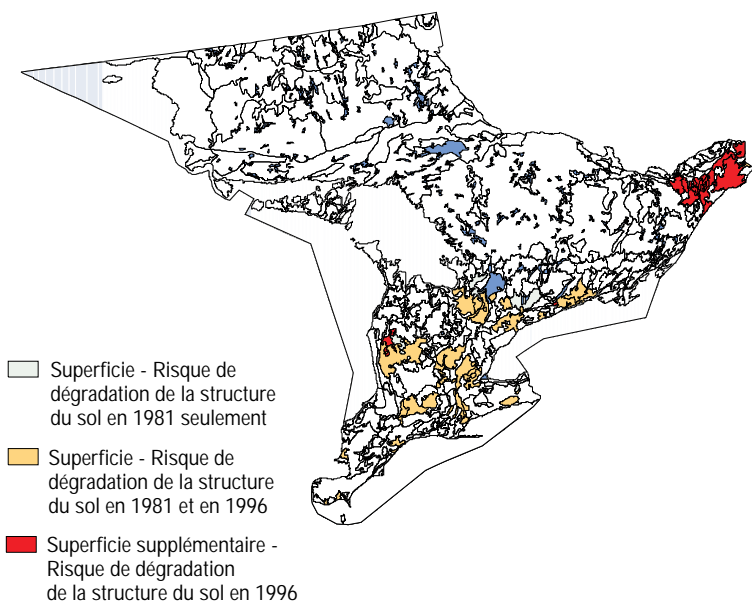 Superficie - Risque de
dégradation de la structure
du sol en 1981 seulement
Superficie - Risque de
dégradation de la structure
du sol en 1981 et en 1996
Superficie supplémentaire -
Risque de dégradation
de la structure du sol en 1996